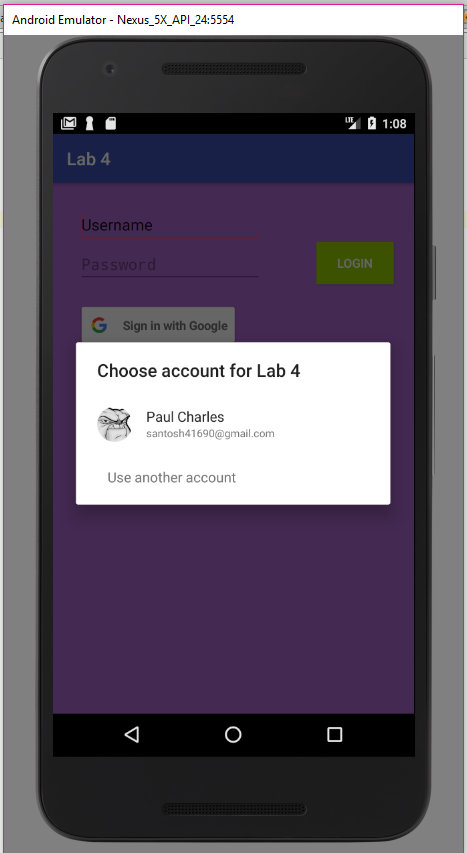 Android Emulator - Nexus_5X_API_24:5554
LTE 1:08
Lab 4
Username
Password
LOGIN
Sign in with Google
Choose account for Lab 4
Paul Charles
santosh41690@gmail.com
Use another account